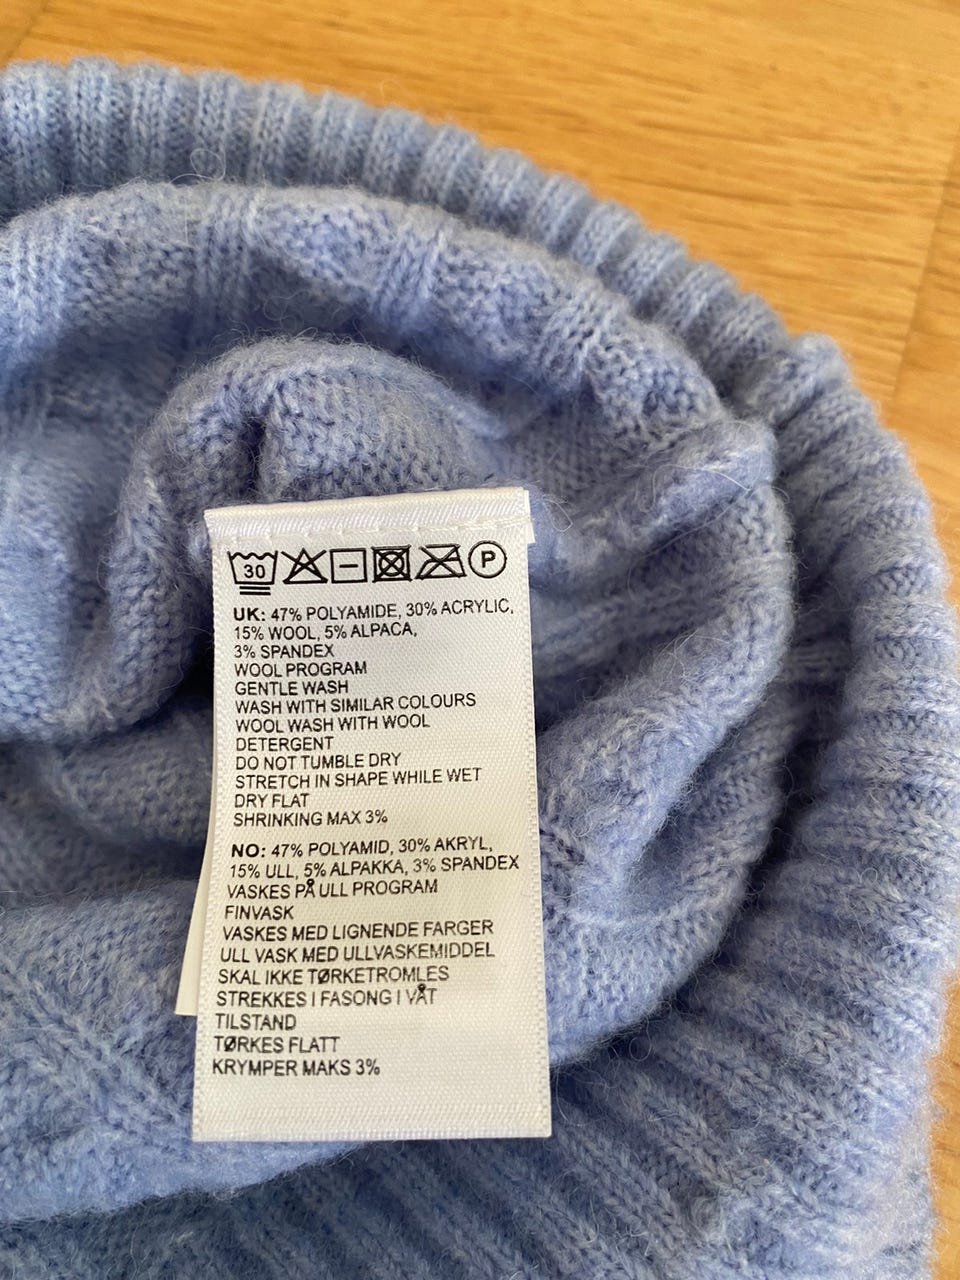 30 P
UK: 47% POLYAMIDE, 30% ACRYLIC,
15% WOOL, 5% ALPACA,
3% SPANDEX
WOOL PROGRAM
GENTLE WASH
WASH WITH SIMILAR COLOURS
WOOL WASH WITH WOOL
DETERGENT
DO NOT TUMBLE DRY
STRETCH IN SHAPE WHILE WET
DRY FLAT
SHRINKING MAX 3%
NO: 47% POLYAMID, 30% AKRYL,
15% ULL, 5% ALPAKKA, 3% SPANDEX
VASKES PÅ ULL PROGRAM
FINVASK
VASKES MED LIGNENDE FARGER
ULL VASK MED ULLVASKEMIDDEL
SKAL IKKE TØRKETROMLES
STREKKES I FASONG I VÅT
TILSTAND
TØRKES FLATT
KRYMPER MAKS 3%